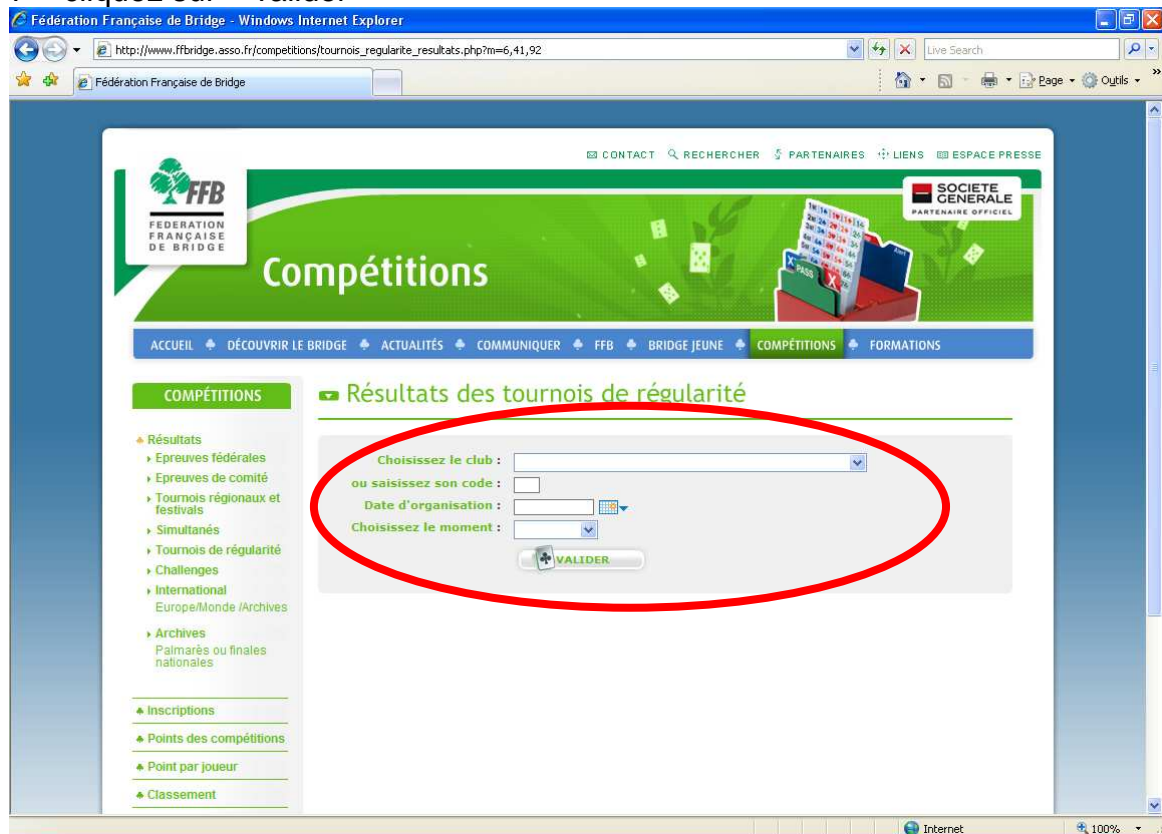 cliquez sur « Valider »
Fédération Française de Bridge - Windows Internet Explorer
http://www.ffbridge.asso.fr/competitions/tournois_regularite_resultats.php?m=6,41,92
Live Search
Fédération Française de Bridge
Page
Outils
»
CONTACT RECHERCHER PARTENAIRES LIENS ESPACE PRESSE
FFB
FEDERATION
FRANÇAISE
DE BRIDGE
SOCIETE
GENERALE
PARTENAIRE OFFICIEL
PASS
X
Compétitions
ACCUEIL DÉCOUVRIR LE BRIDGE ACTUALITÉS COMMUNIQUER FFB BRIDGE JEUNE COMPÉTITIONS FORMATIONS
COMPÉTITIONS
Résultats des tournois de régularité
Résultats
Epreuves fédérales
Epreuves de comité
Tournois régionaux et
festivals
Simultanés
Tournois de régularité
Challenges
International
Europe/Monde /Archives
Archives
Palmarès ou finales
nationales
Inscriptions
Points des compétitions
Point par joueur
Classement
Choisissez le club :
ou saisissez son code :
Date d'organisation :
Choisissez le moment :
VALIDER
Internet
100%